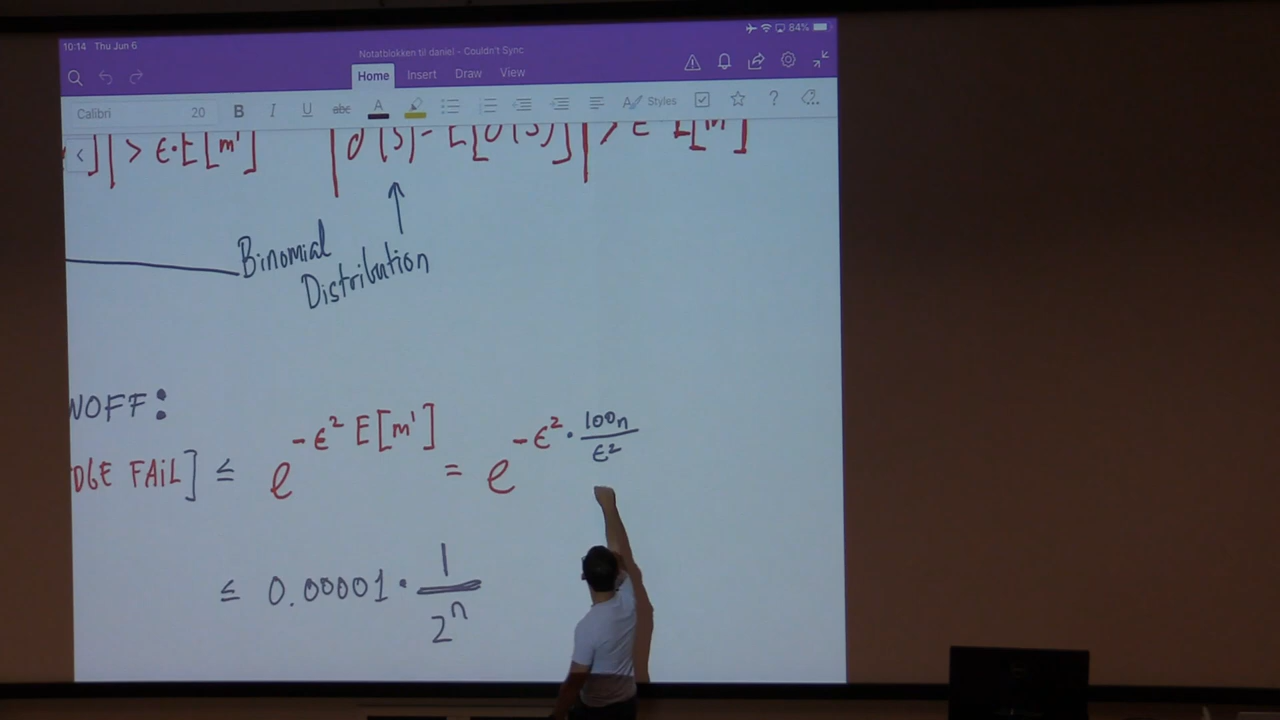 10:14 Thu Jun 6 84%
Notatblokken til daniel - Couldn't Sync
Home Insert Draw View
Calibri 20 B I U abc A Styles
]| > ε·E[m'] |∂(S) - E[∂(S)]| > ε · E[m']
Binomial
Distribution
NOFF:
DGE FAIL] ≤ e^{-ε² E[m']} = e^{-ε² · 100n/ε²}
≤ 0.00001 · 1/2ⁿ